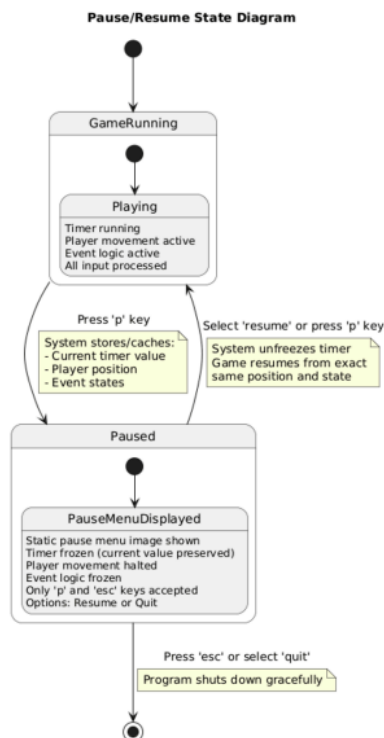 Pause/Resume State Diagram
GameRunning
Playing
Timer running
Player movement active
Event logic active
All input processed
Press 'p' key
System stores/caches:
- Current timer value
- Player position
- Event states
Select 'resume' or press 'p' key
System unfreezes timer
Game resumes from exact
same position and state
Paused
PauseMenuDisplayed
Static pause menu image shown
Timer frozen (current value preserved)
Player movement halted
Event logic frozen
Only 'p' and 'esc' keys accepted
Options: Resume or Quit
Press 'esc' or select 'quit'
Program shuts down gracefully